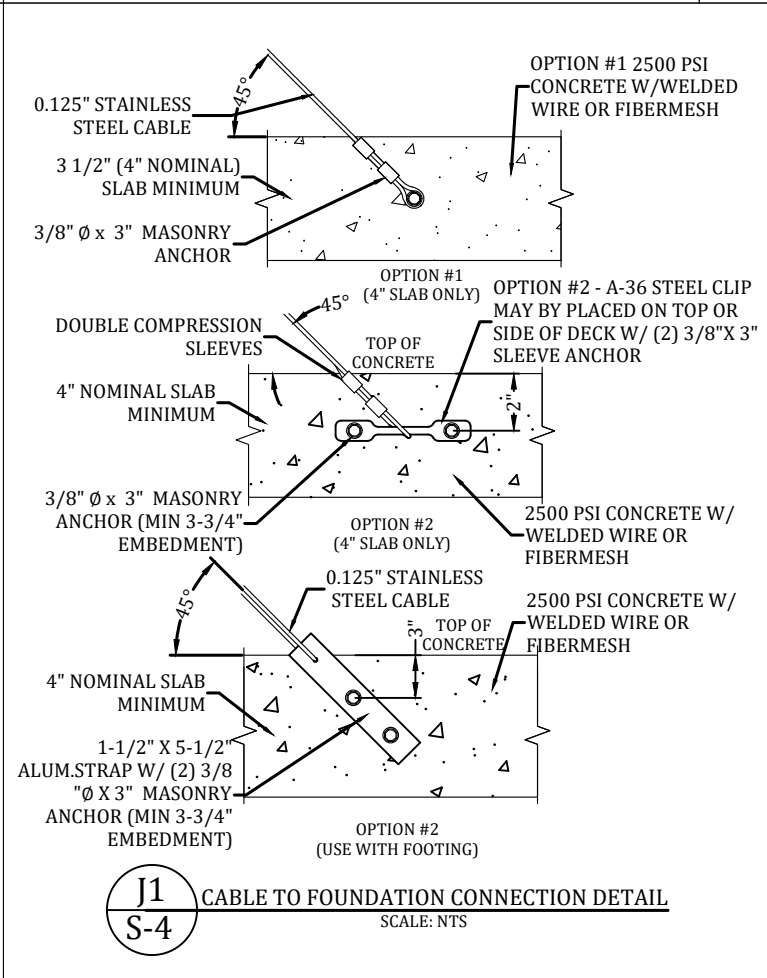 OPTION #1 2500 PSI
CONCRETE W/WELDED
WIRE OR FIBERMESH
45°
0.125" STAINLESS
STEEL CABLE
3 1/2" (4" NOMINAL)
SLAB MINIMUM
3/8" Ø x 3" MASONRY
ANCHOR
OPTION #1
(4" SLAB ONLY)
OPTION #2 - A-36 STEEL CLIP
MAY BY PLACED ON TOP OR
SIDE OF DECK W/ (2) 3/8"X 3"
SLEEVE ANCHOR
45°
DOUBLE COMPRESSION
SLEEVES
TOP OF
CONCRETE
4" NOMINAL SLAB
MINIMUM
2"
3/8" Ø x 3" MASONRY
ANCHOR (MIN 3-3/4"
EMBEDMENT)
OPTION #2
(4" SLAB ONLY)
2500 PSI CONCRETE W/
WELDED WIRE OR
FIBERMESH
45°
0.125" STAINLESS
STEEL CABLE
3"
TOP OF
CONCRETE
2500 PSI CONCRETE W/
WELDED WIRE OR
FIBERMESH
4" NOMINAL SLAB
MINIMUM
1-1/2" X 5-1/2"
ALUM.STRAP W/ (2) 3/8
"Ø X 3" MASONRY
ANCHOR (MIN 3-3/4"
EMBEDMENT)
OPTION #2
(USE WITH FOOTING)
J1
S-4
CABLE TO FOUNDATION CONNECTION DETAIL
SCALE: NTS